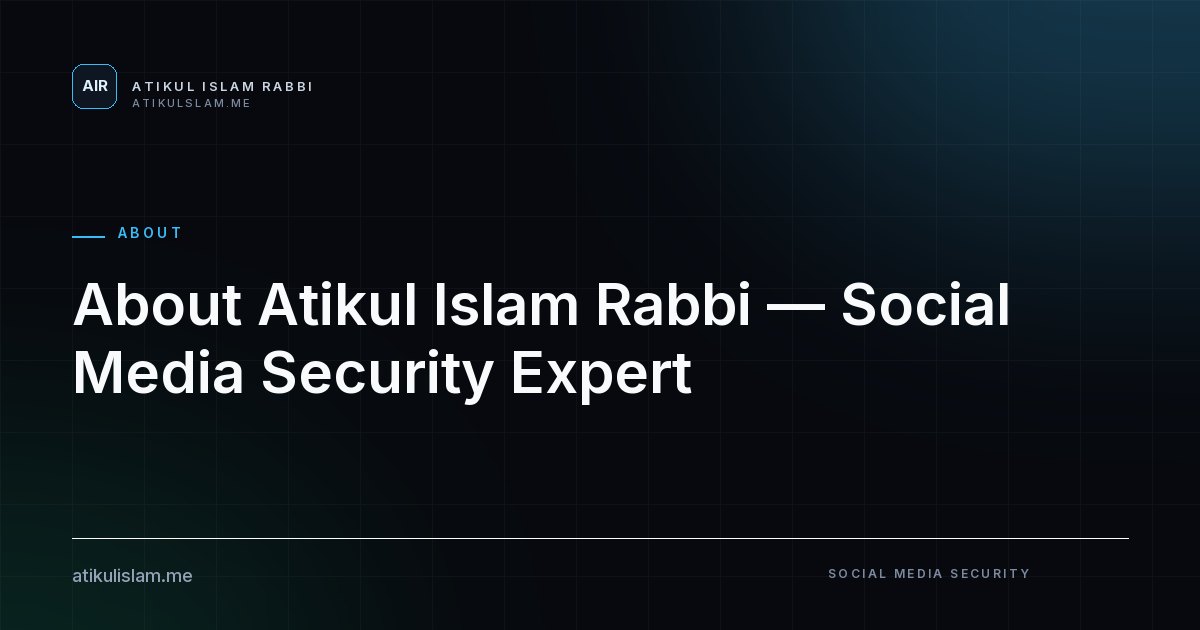 AIR
ATIKUL ISLAM RABBI
ATIKULSLAM.ME
ABOUT
About Atikul Islam Rabbi — Social
Media Security Expert
atikulislam.me
SOCIAL MEDIA SECURITY